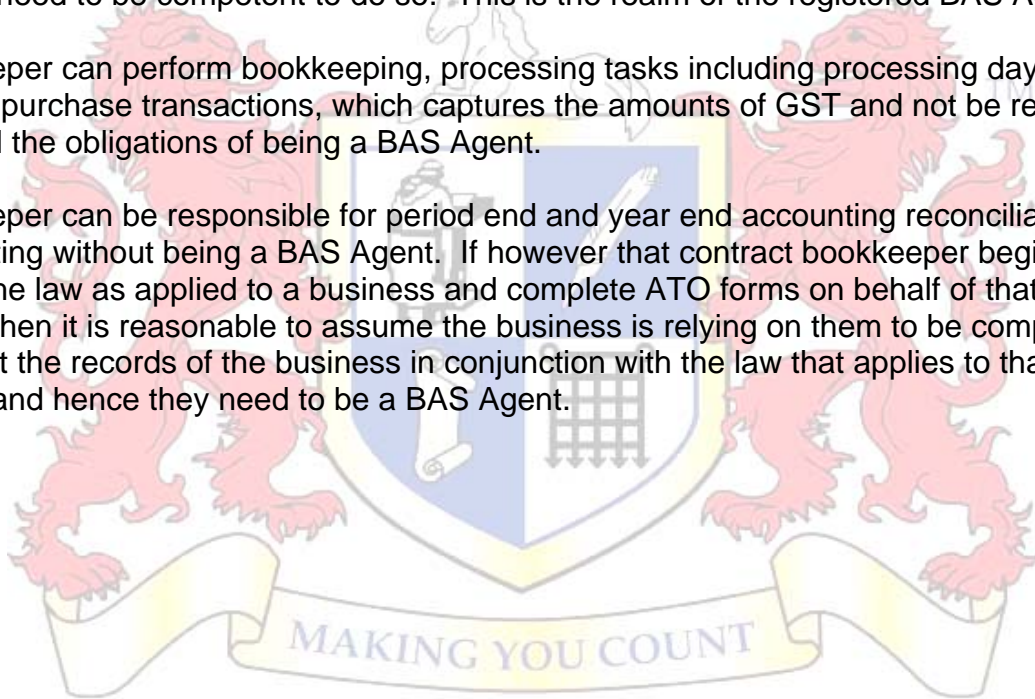 need to be competent to do so. This is the realm of the registered BAS A
eper can perform bookkeeping, processing tasks including processing day
purchase transactions, which captures the amounts of GST and not be re
the obligations of being a BAS Agent.
eper can be responsible for period end and year end accounting reconcilia
ting without being a BAS Agent. If however that contract bookkeeper begi
he law as applied to a business and complete ATO forms on behalf of that
hen it is reasonable to assume the business is relying on them to be comp
t the records of the business in conjunction with the law that applies to tha
and hence they need to be a BAS Agent.
MAKING YOU COUNT